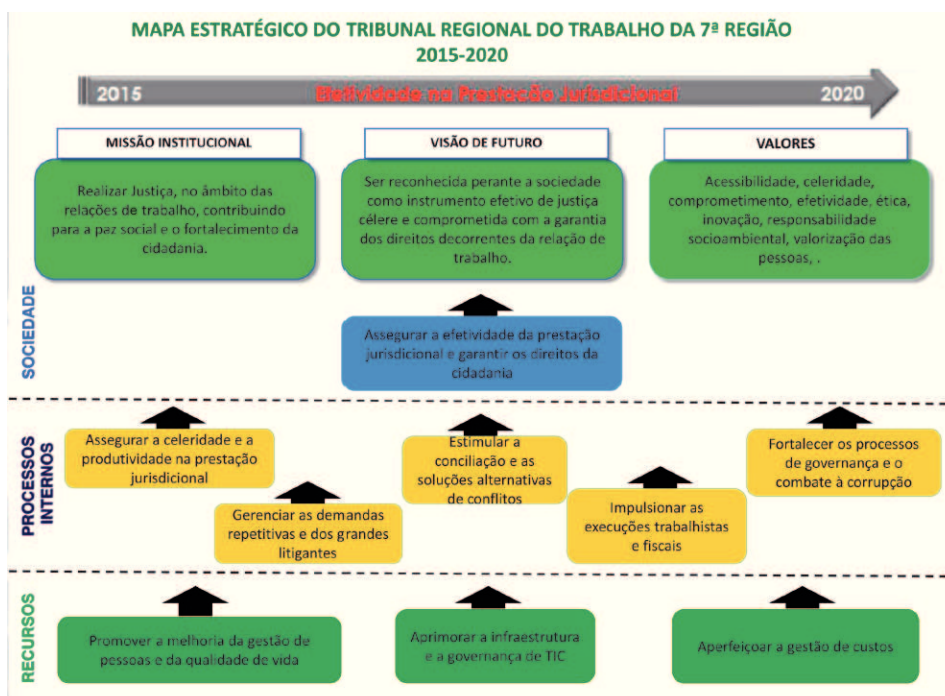 MAPA ESTRATÉGICO DO TRIBUNAL REGIONAL DO TRABALHO DA 7ª REGIÃO
2015-2020
2015 Efetividade na Prestação Jurisdicional 2020
MISSÃO INSTITUCIONAL
Realizar Justiça, no âmbito das
relações de trabalho, contribuindo
para a paz social e o fortalecimento da
cidadania.
VISÃO DE FUTURO
Ser reconhecida perante a sociedade
como instrumento efetivo de justiça
célere e comprometida com a garantia
dos direitos decorrentes da relação de
trabalho.
VALORES
Acessibilidade, celeridade,
comprometimento, efetividade, ética,
inovação, responsabilidade
socioambiental, valorização das
pessoas, .
SOCIEDADE
Assegurar a efetividade da prestação
jurisdicional e garantir os direitos da
cidadania
PROCESSOS
INTERNOS
Assegurar a celeridade e a
produtividade na prestação
jurisdicional
Gerenciar as demandas
repetitivas e dos grandes
litigantes
Estimular a
conciliação e as
soluções alternativas
de conflitos
Impulsionar as
execuções trabalhistas
e fiscais
Fortalecer os processos
de governança e o
combate à corrupção
RECURSOS
Promover a melhoria da gestão de
pessoas e da qualidade de vida
Aprimorar a infraestrutura
e a governança de TIC
Aperfeiçoar a gestão de custos